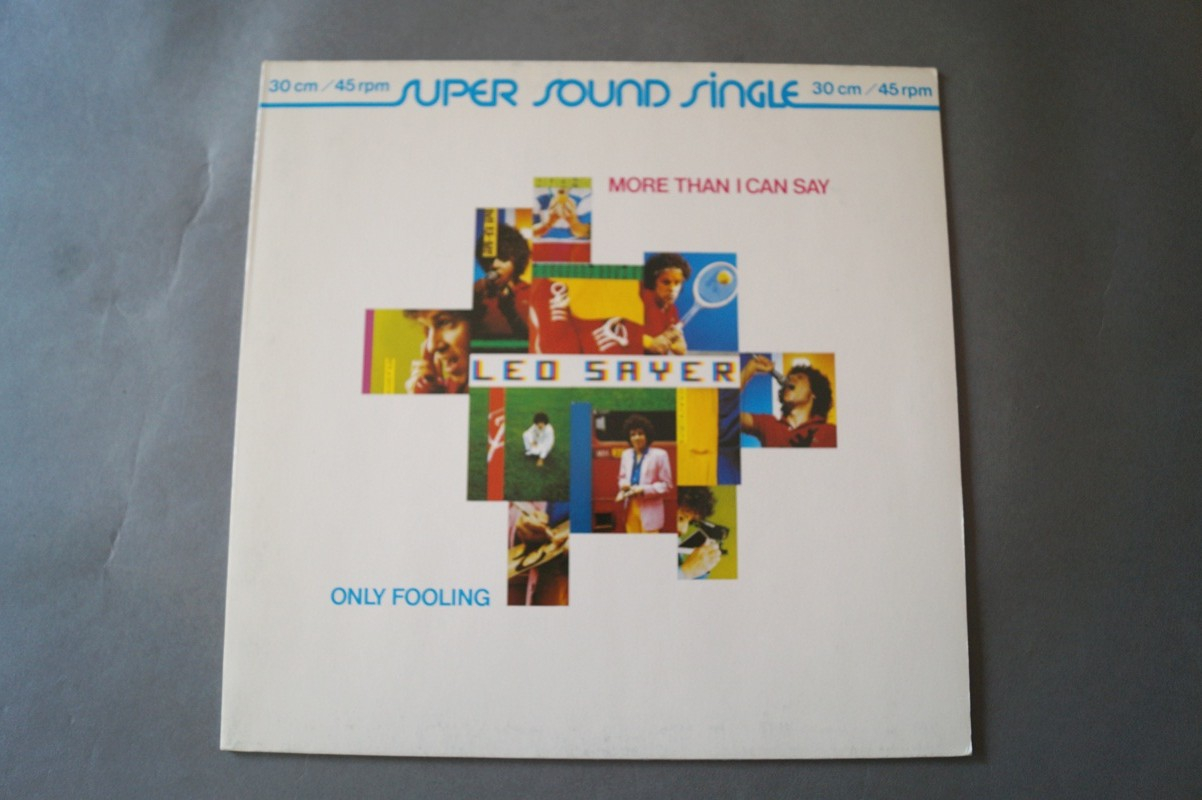 30 cm / 45 rpm SUPER SOUND SINGLE 30 cm / 45 rpm
MORE THAN I CAN SAY
LEO SAYER
ONLY FOOLING